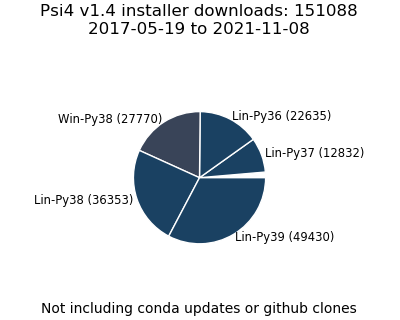 Psi4 v1.4 installer downloads: 151088
2017-05-19 to 2021-11-08
Win-Py38 (27770)
Lin-Py36 (22635)
Lin-Py37 (12832)
Lin-Py38 (36353)
Lin-Py39 (49430)
Not including conda updates or github clones